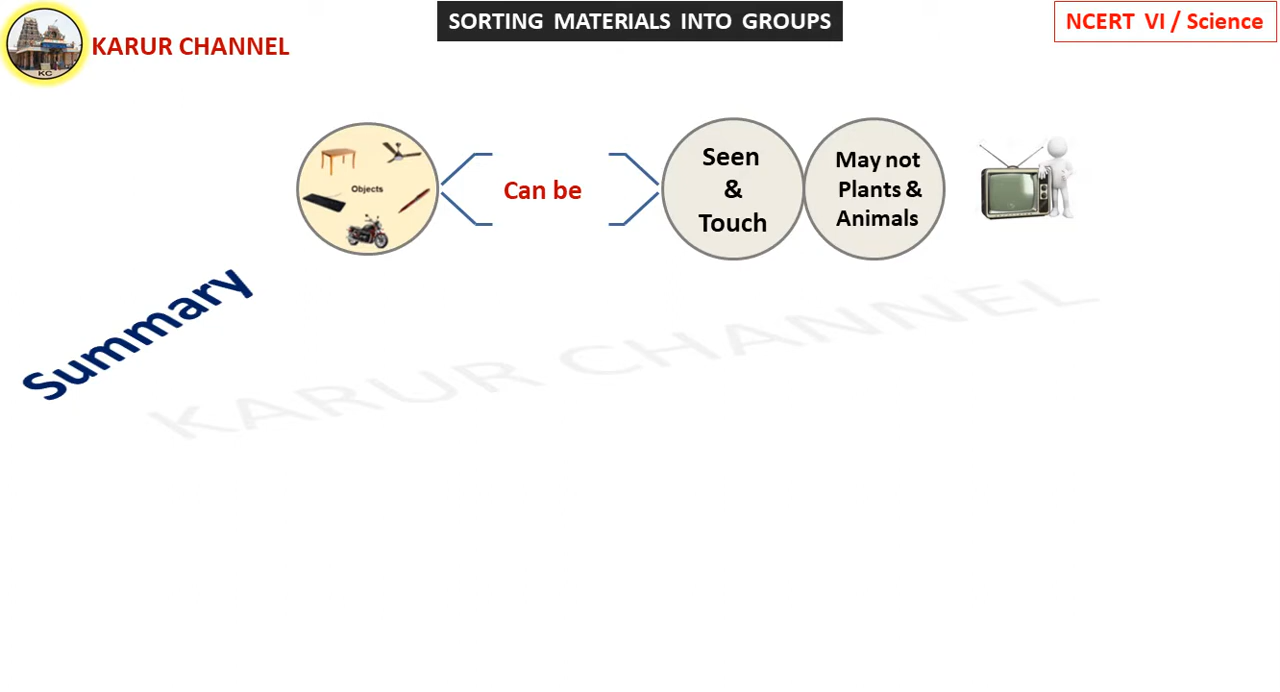 SORTING MATERIALS INTO GROUPS
NCERT VI / Science
KARUR CHANNEL
KC
Objects
Can be
Seen
&
Touch
May not
Plants &
Animals
Summary
KARUR CHANNEL